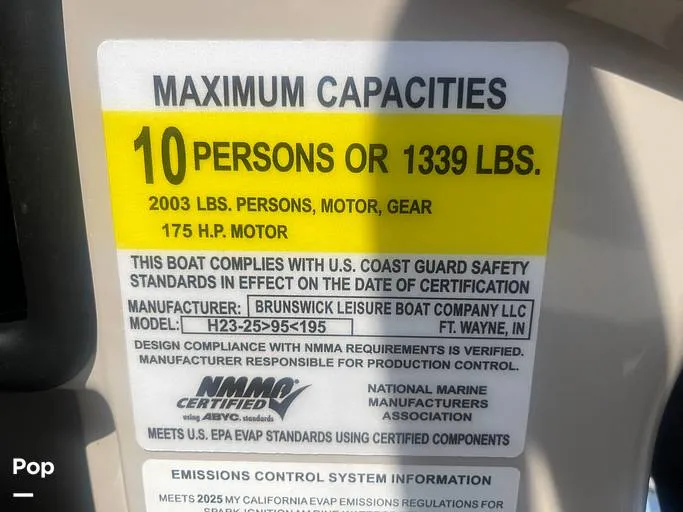 MAXIMUM CAPACITIES
10 PERSONS OR 1339 LBS.
2003 LBS. PERSONS, MOTOR, GEAR
175 H.P. MOTOR
THIS BOAT COMPLIES WITH U.S. COAST GUARD SAFETY
STANDARDS IN EFFECT ON THE DATE OF CERTIFICATION
MANUFACTURER: BRUNSWICK LEISURE BOAT COMPANY LLC
MODEL: H23-25>95<195 FT. WAYNE, IN
DESIGN COMPLIANCE WITH NMMA REQUIREMENTS IS VERIFIED.
MANUFACTURER RESPONSIBLE FOR PRODUCTION CONTROL.
NMMA®
CERTIFIED
using ABYC. standards
NATIONAL MARINE
MANUFACTURERS
ASSOCIATION
MEETS U.S. EPA EVAP STANDARDS USING CERTIFIED COMPONENTS
EMISSIONS CONTROL SYSTEM INFORMATION
MEETS 2025 MY CALIFORNIA EVAP EMISSIONS REGULATIONS FOR
Pop